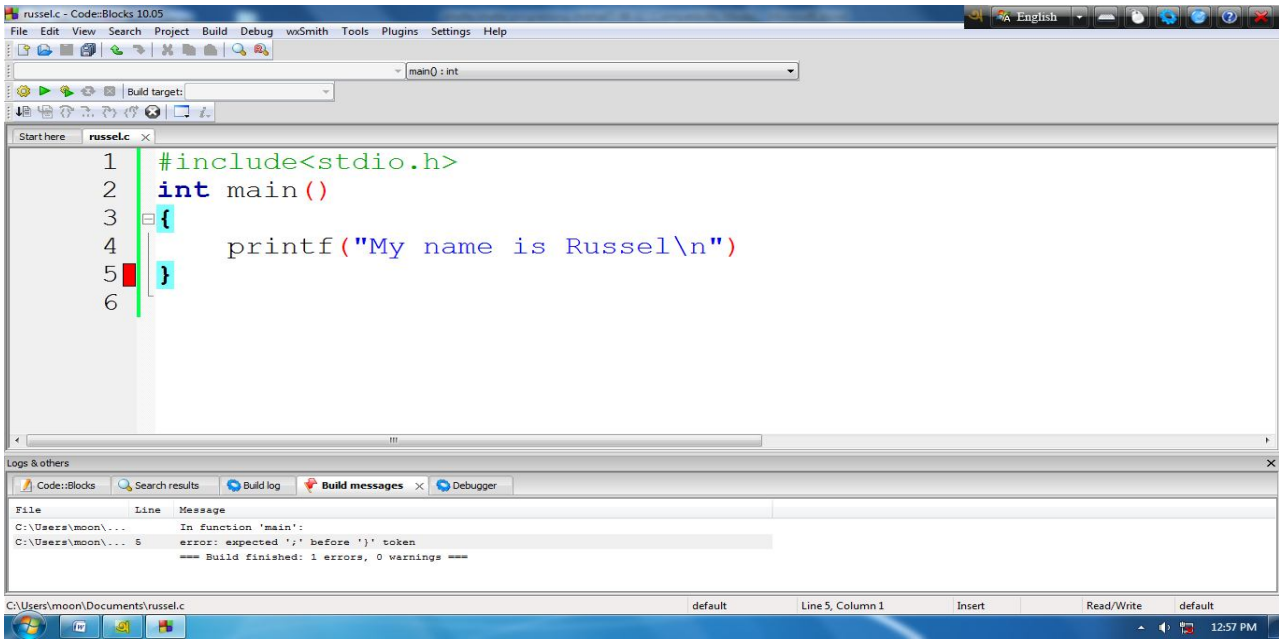 russel.c - Code::Blocks 10.05
English
File Edit View Search Project Build Debug wxSmith Tools Plugins Settings Help
main() : int
Build target:
Start here russel.c
1 #include<stdio.h>
2 int main()
3 {
4 printf("My name is Russel\n")
5 }
6
Logs & others
Code::Blocks Search results Build log Build messages Debugger
File Line Message
C:\Users\moon\... In function 'main':
C:\Users\moon\... 5 error: expected ';' before '}' token
=== Build finished: 1 errors, 0 warnings ===
C:\Users\moon\Documents\russel.c default Line 5, Column 1 Insert Read/Write default
12:57 PM